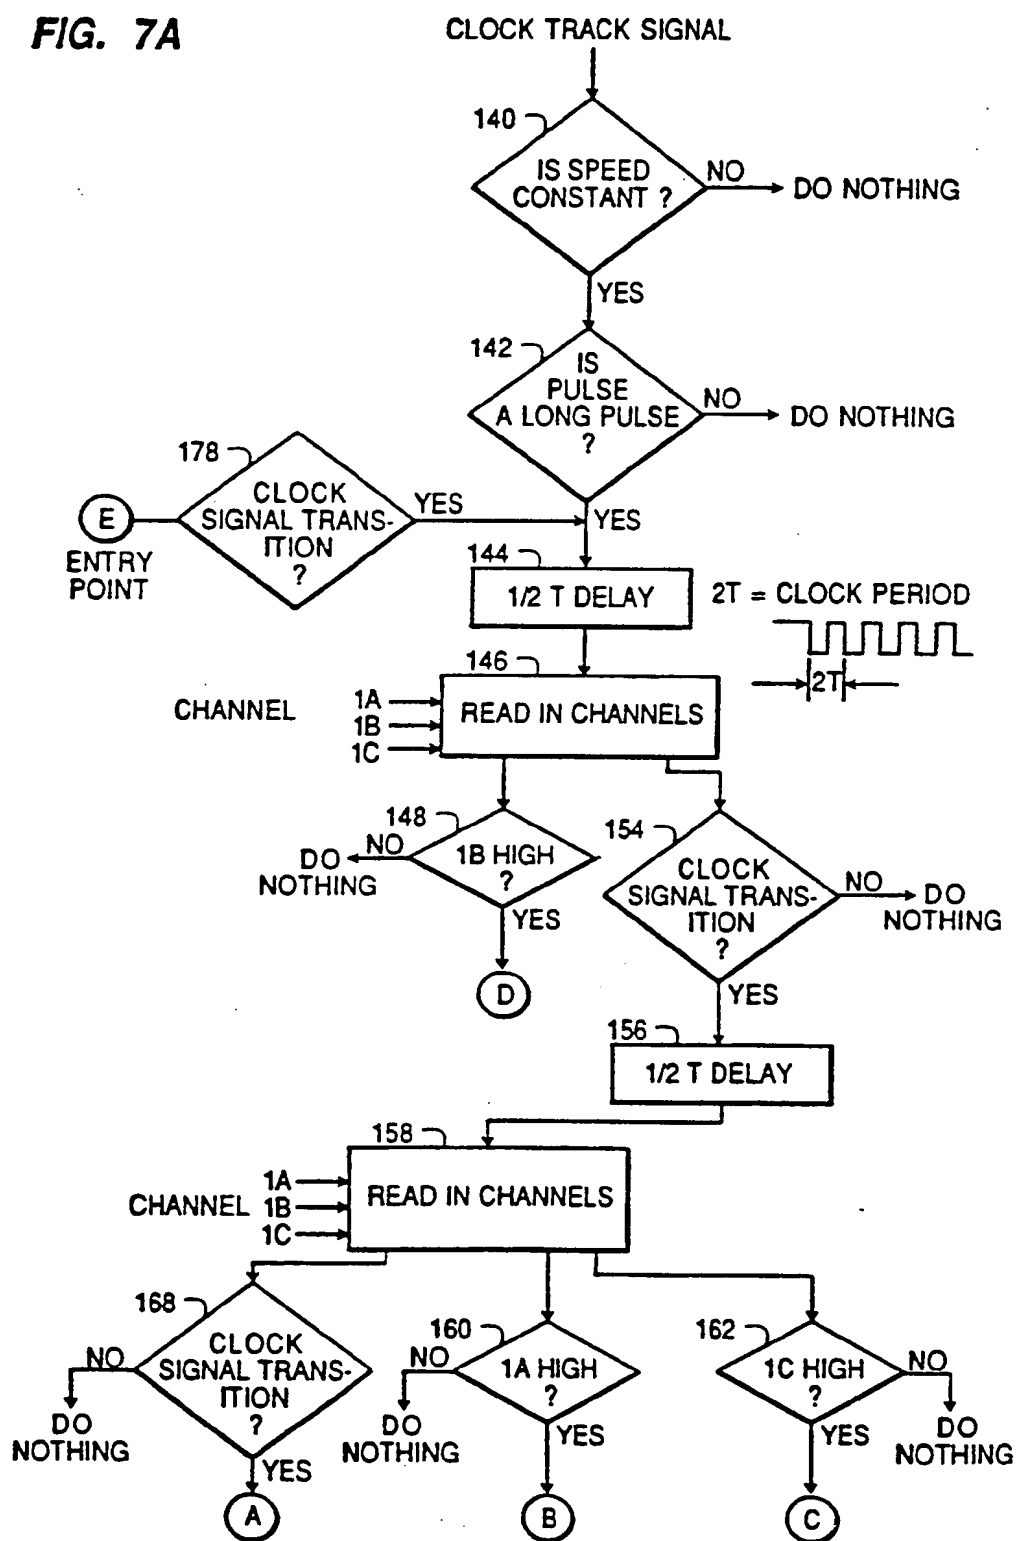 FIG. 7A
CLOCK TRACK SIGNAL
140
IS SPEED
CONSTANT ?
NO
DO NOTHING
YES
142
IS
PULSE
A LONG PULSE
?
NO
DO NOTHING
YES
178
CLOCK
SIGNAL TRANS-
ITION
?
YES
E
ENTRY
POINT
144
1/2 T DELAY
2T = CLOCK PERIOD
2T
146
CHANNEL
1A
1B
1C
READ IN CHANNELS
148
1B HIGH
?
NO
DO
NOTHING
YES
D
154
CLOCK
SIGNAL TRANS-
ITION
?
NO
DO
NOTHING
YES
156
1/2 T DELAY
158
CHANNEL
1A
1B
1C
READ IN CHANNELS
168
CLOCK
SIGNAL TRANS-
ITION
?
NO
DO
NOTHING
YES
A
160
1A HIGH
?
NO
DO
NOTHING
YES
B
162
1C HIGH
?
NO
DO
NOTHING
YES
C